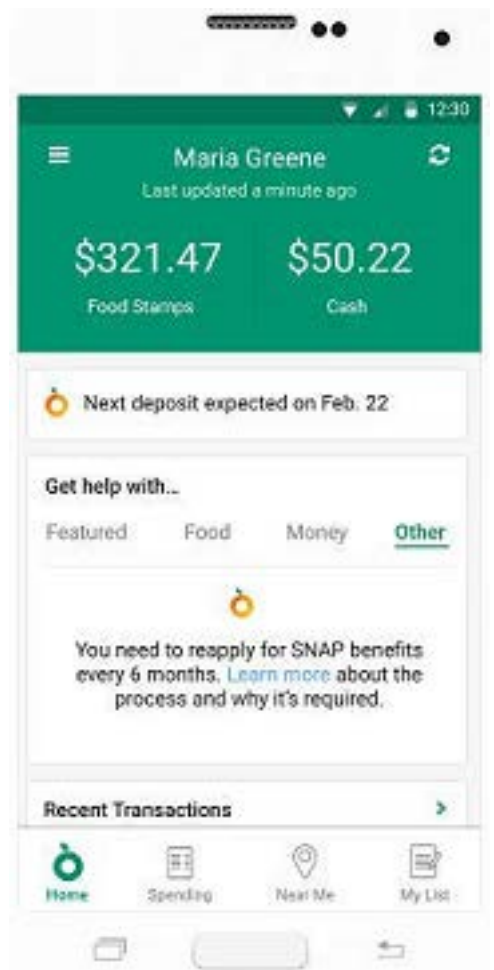 12:30
Maria Greene
Last updated a minute ago
$321.47 $50.22
Food Stamps Cash
Next deposit expected on Feb. 22
Get help with...
Featured Food Money Other
You need to reapply for SNAP benefits
every 6 months. Learn more about the
process and why it's required.
Recent Transactions
Home Spending Near Me My List